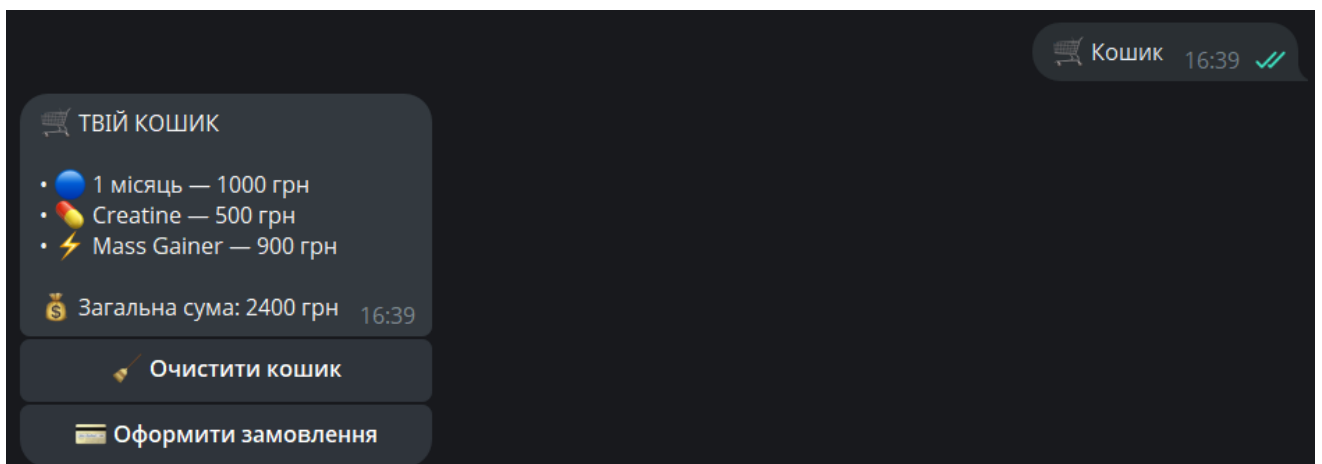 🛒 Кошик 16:39
🛒 ТВІЙ КОШИК
• 🔵 1 місяць — 1000 грн
• 💊 Creatine — 500 грн
• ⚡ Mass Gainer — 900 грн
💰 Загальна сума: 2400 грн 16:39
🧹 Очистити кошик
💳 Оформити замовлення